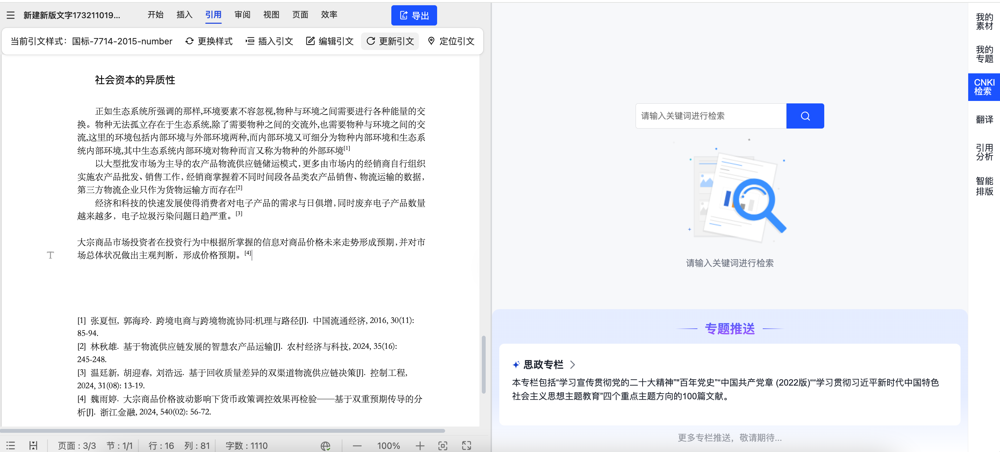 新建新版文字173211019...
开始 插入 引用 审阅 视图 页面 效率
导出
当前引文样式：国标-7714-2015-number 更换样式 插入引文 编辑引文 更新引文 定位引文
社会资本的异质性
正如生态系统所强调的那样,环境要素不容忽视,物种与环境之间需要进行各种能量的交
换。物种无法孤立存在于生态系统,除了需要物种之间的交流外,也需要物种与环境之间的交
流,这里的环境包括内部环境与外部环境两种,而内部环境又可细分为物种内部环境和生态系
统内部环境,其中生态系统内部环境对物种而言又称为物种的外部环境[1]
以大型批发市场为主导的农产品物流供应链储运模式，更多由市场内的经销商自行组织
实施农产品批发、销售工作，经销商掌握着不同时间段各品类农产品销售、物流运输的数据，
第三方物流企业只作为货物运输方而存在[2]
经济和科技的快速发展使得消费者对电子产品的需求与日俱增，同时废弃电子产品数量
越来越多，电子垃圾污染问题日趋严重。[3]
大宗商品市场投资者在投资行为中根据所掌握的信息对商品价格未来走势形成预期，并对市
场总体状况做出主观判断，形成价格预期。[4]
[1] 张夏恒, 郭海玲. 跨境电商与跨境物流协同:机理与路径[J]. 中国流通经济, 2016, 30(11):
85-94.
[2] 林秋雄. 基于物流供应链发展的智慧农产品运输[J]. 农村经济与科技, 2024, 35(16):
245-248.
[3] 温廷新, 胡迎春, 刘浩远. 基于回收质量差异的双渠道物流供应链决策[J]. 控制工程,
2024, 31(08): 13-19.
[4] 魏雨婷. 大宗商品价格波动影响下货币政策调控效果再检验——基于双重预期传导的分
析[J]. 浙江金融, 2024, 540(02): 56-72.
页面 : 3/3 节 : 1/1 行 : 16 列 : 81 字数 : 1110 100%
请输入关键词进行检索
请输入关键词进行检索
专题推送
思政专栏
本专栏包括“学习宣传贯彻党的二十大精神”"百年党史”“中国共产党章 (2022版)““学习贯彻习近平新时代中国特色
社会主义思想主题教育”四个重点主题方向的100篇文献。
更多专栏推送，敬请期待...
我的
素材
我的
专题
CNKI
检索
翻译
引用
分析
智能
排版